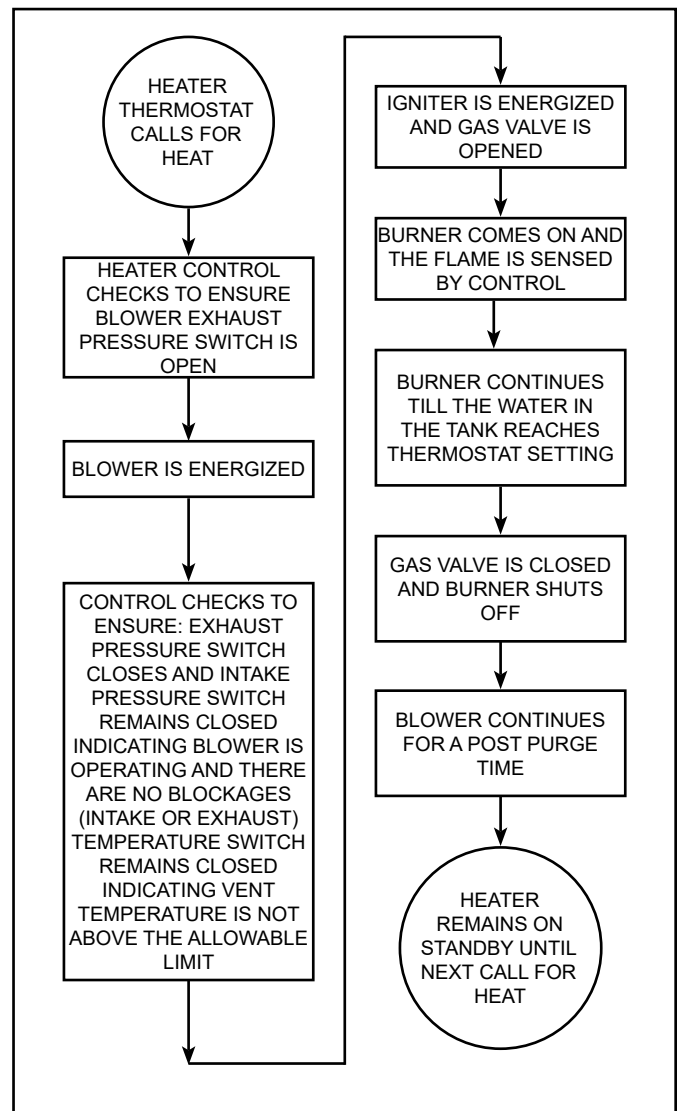 HEATER
THERMOSTAT
CALLS FOR
HEAT
HEATER CONTROL
CHECKS TO ENSURE
BLOWER EXHAUST
PRESSURE SWITCH IS
OPEN
BLOWER IS ENERGIZED
CONTROL CHECKS TO
ENSURE: EXHAUST
PRESSURE SWITCH
CLOSES AND INTAKE
PRESSURE SWITCH
REMAINS CLOSED
INDICATING BLOWER IS
OPERATING AND THERE
ARE NO BLOCKAGES
(INTAKE OR EXHAUST)
TEMPERATURE SWITCH
REMAINS CLOSED
INDICATING VENT
TEMPERATURE IS NOT
ABOVE THE ALLOWABLE
LIMIT
IGNITER IS ENERGIZED
AND GAS VALVE IS
OPENED
BURNER COMES ON AND
THE FLAME IS SENSED
BY CONTROL
BURNER CONTINUES
TILL THE WATER IN
THE TANK REACHES
THERMOSTAT SETTING
GAS VALVE IS CLOSED
AND BURNER SHUTS
OFF
BLOWER CONTINUES
FOR A POST PURGE
TIME
HEATER
REMAINS ON
STANDBY UNTIL
NEXT CALL FOR
HEAT